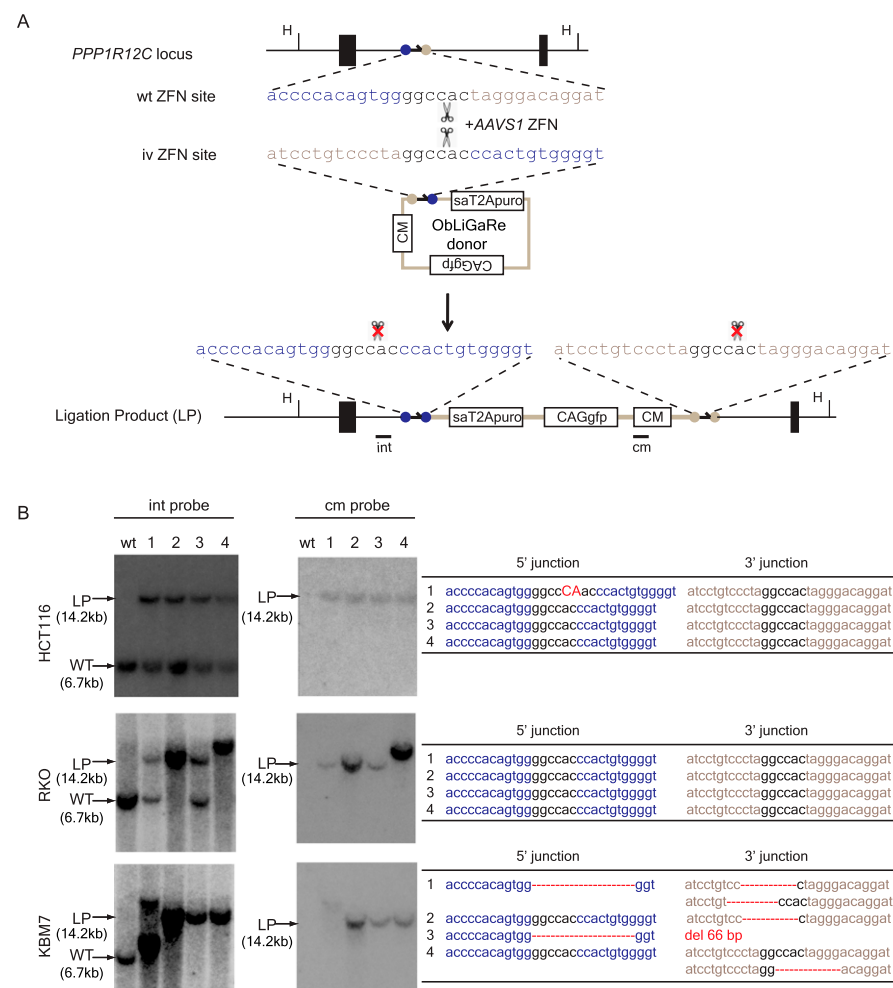 A
H
H
PPP1R12C locus
wt ZFN site
accccacagtggggccactagggacaggat
+AAVS1 ZFN
iv ZFN site
atcctgtccctaggccacccactgtggggt
saT2Apuro
CM
ObLiGaRe
donor
CAGgfp
accccacagtggggccacccactgtggggt
atcctgtccctaggccactagggacaggat
H
H
Ligation Product (LP)
saT2Apuro
CAGgfp
CM
int
cm
B
int probe
cm probe
wt 1 2 3 4
wt 1 2 3 4
HCT116
LP
(14.2kb)
WT
(6.7kb)
LP
(14.2kb)
5' junction 3' junction
1 accccacagtggggccCAacccactgtggggt atcctgtccctaggccactagggacaggat
2 accccacagtggggccacccactgtggggt atcctgtccctaggccactagggacaggat
3 accccacagtggggccacccactgtggggt atcctgtccctaggccactagggacaggat
4 accccacagtggggccacccactgtggggt atcctgtccctaggccactagggacaggat
RKO
LP
(14.2kb)
WT
(6.7kb)
LP
(14.2kb)
5' junction 3' junction
1 accccacagtggggccacccactgtggggt atcctgtccctaggccactagggacaggat
2 accccacagtggggccacccactgtggggt atcctgtccctaggccactagggacaggat
3 accccacagtggggccacccactgtggggt atcctgtccctaggccactagggacaggat
4 accccacagtggggccacccactgtggggt atcctgtccctaggccactagggacaggat
KBM7
LP
(14.2kb)
WT
(6.7kb)
LP
(14.2kb)
5' junction 3' junction
1 accccacagtgg----------------------ggt atcctgtcc------------ctagggacaggat
atcctgt-----------ccactagggacaggat
2 accccacagtggggccacccactgtggggt atcctgtcc------------ctagggacaggat
3 accccacagtgg----------------------ggt del 66 bp
4 accccacagtggggccacccactgtggggt atcctgtccctaggccactagggacaggat
atcctgtccctagg--------------acaggat